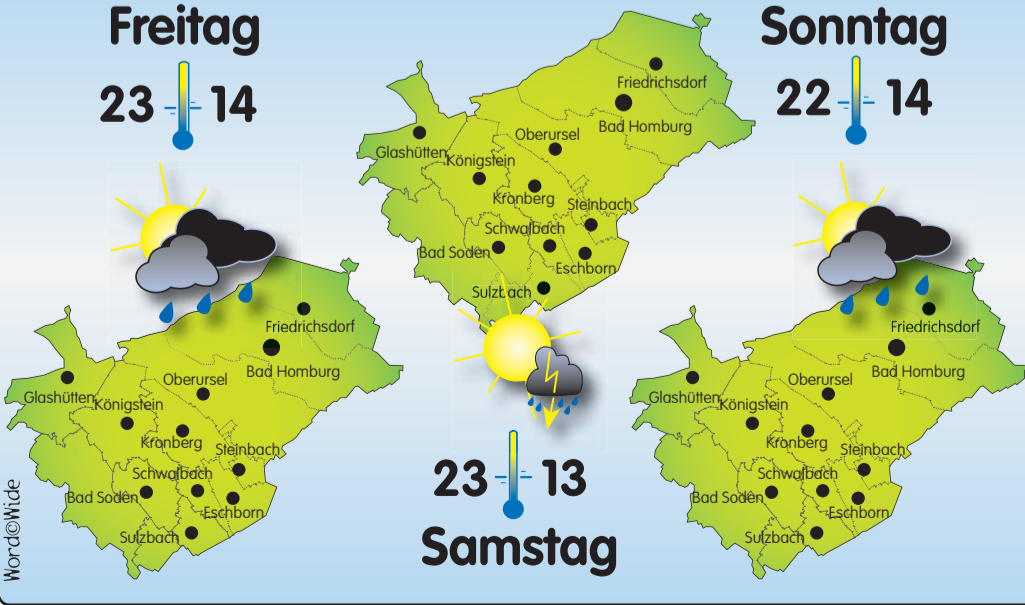 Freitag
23 14
Friedrichsdorf
Bad Homburg
Oberursel
Glashütten
Königstein
Kronberg
Steinbach
Schwalbach
Bad Soden
Eschborn
Sulzbach
Friedrichsdorf
Bad Homburg
Oberursel
Glashütten
Königstein
Kronberg
Steinbach
Schwalbach
Bad Soden
Eschborn
Sulzbach
23 13
Samstag
Sonntag
22 14
Friedrichsdorf
Bad Homburg
Oberursel
Glashütten
Königstein
Kronberg
Steinbach
Schwalbach
Bad Soden
Eschborn
Sulzbach
Word©Wide